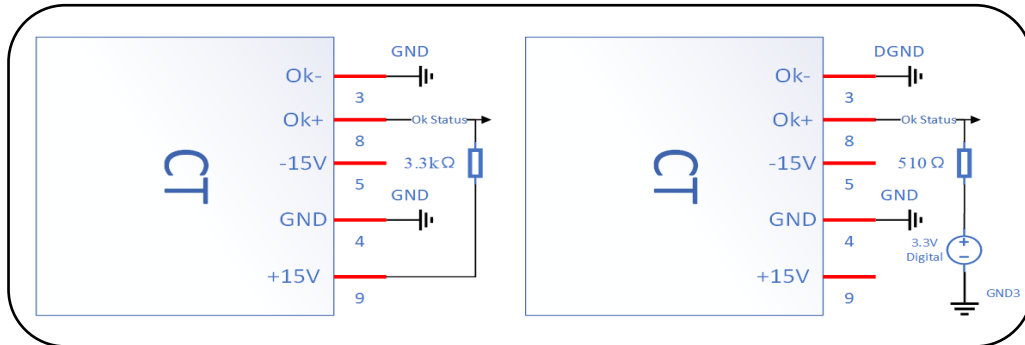 GND
Ok-
3
Ok+
Ok Status
8
-15V
3.3kΩ
5
GND
GND
4
+15V
9
CT
DGND
Ok-
3
Ok+
Ok Status
8
-15V
510 Ω
5
GND
GND
4
3.3V
Digital
+15V
9
GND3
CT